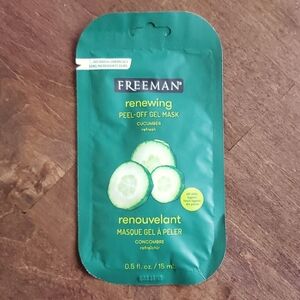 FREEMAN
renewing
PEEL-OFF GEL MASK
CUCUMBER
refresh
renouvelant
MASQUE GEL À PELER
CONCOMBRE
rafraîchir
0.5 fl. oz. / 15 ml